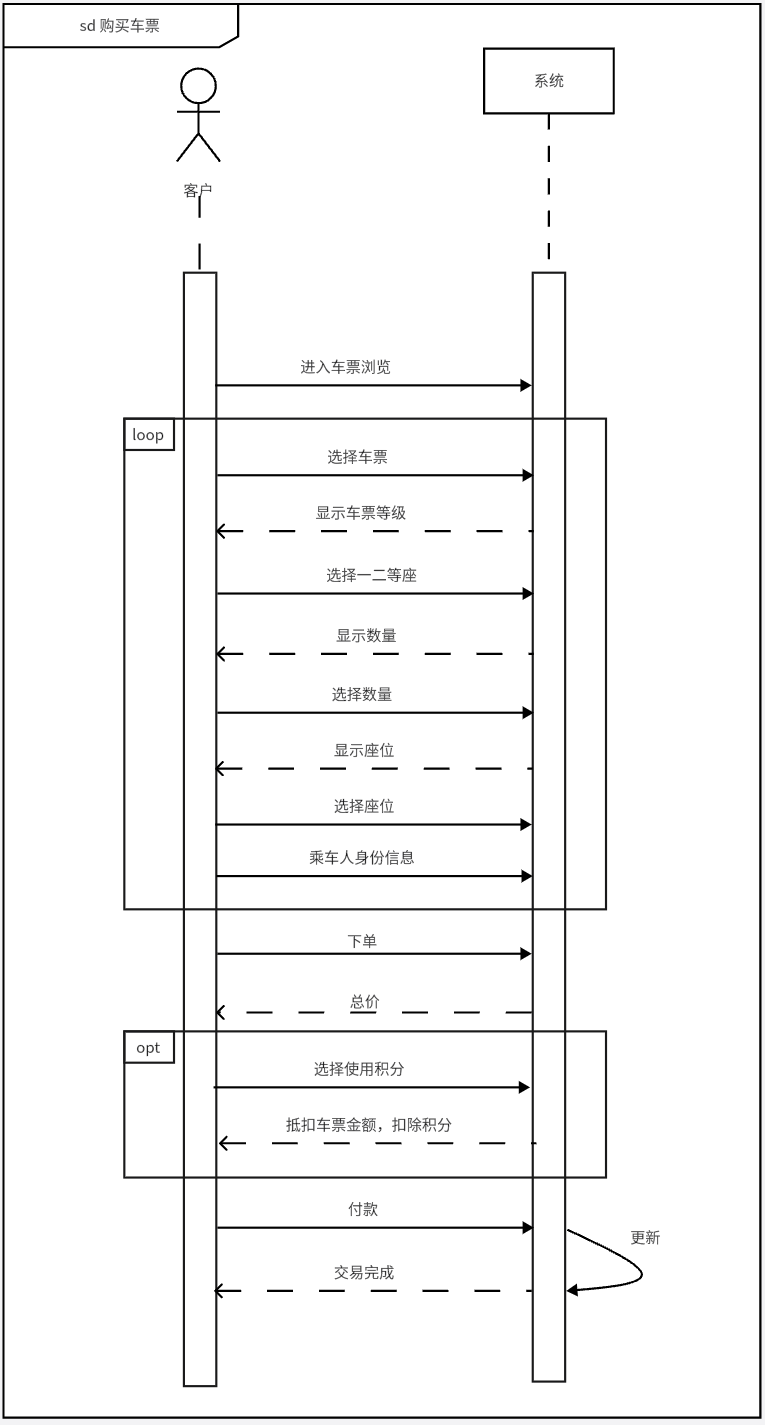 sd 购买车票
系统
客户
进入车票浏览
loop
选择车票
显示车票等级
选择一二等座
显示数量
选择数量
显示座位
选择座位
乘车人身份信息
下单
总价
opt
选择使用积分
抵扣车票金额，扣除积分
付款
更新
交易完成